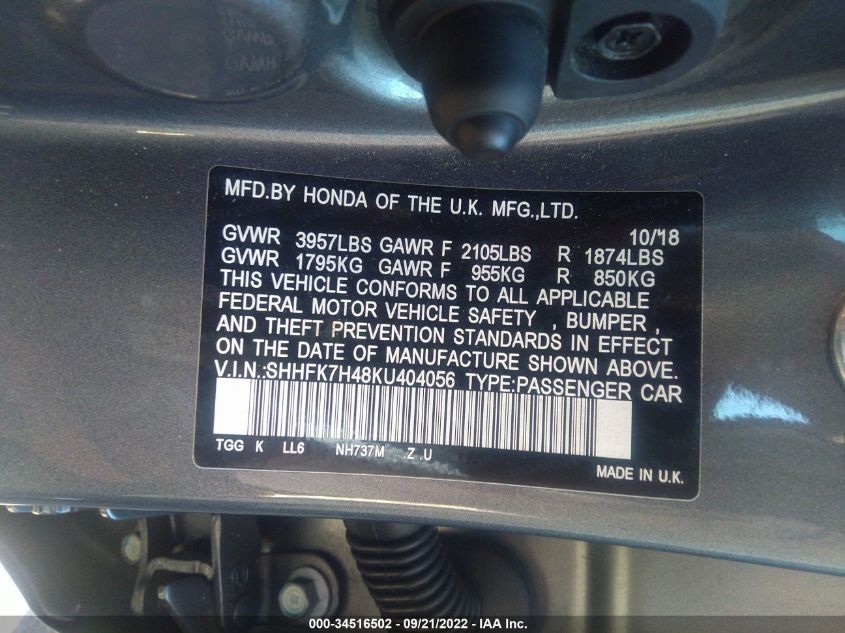 GVWR
GVWR
MFD.BY HONDA OF THE U.K. MFG.,LTD.
10/18
GVWR 3957LBS GAWR F 2105LBS R 1874LBS
GVWR 1795KG GAWR F 955KG R 850KG
THIS VEHICLE CONFORMS TO ALL APPLICABLE
FEDERAL MOTOR VEHICLE SAFETY , BUMPER ,
AND THEFT PREVENTION STANDARDS IN EFFECT
ON THE DATE OF MANUFACTURE SHOWN ABOVE.
V.I.N.:SHHFK7H48KU404056 TYPE:PASSENGER CAR
TGG K LL6 NH737M .Z .U
MADE IN U.K.
000-34516502 — 09/21/2022 — IAA Inc.